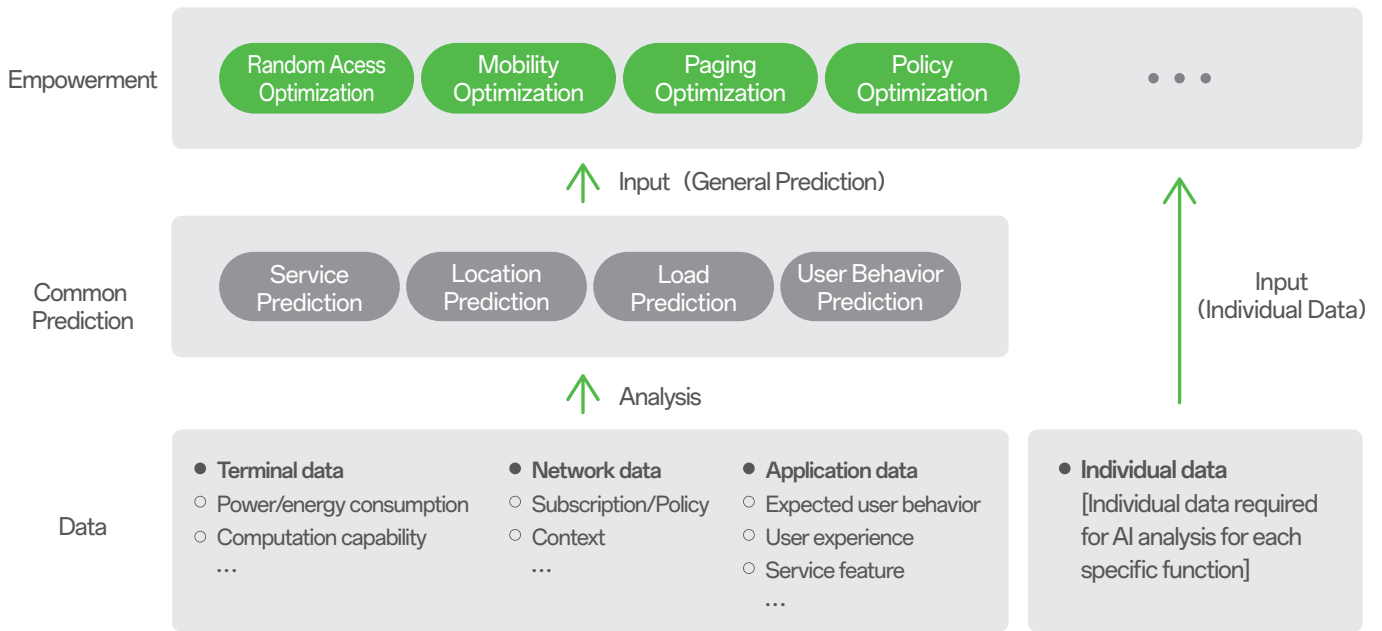 Empowerment
Random Acess
Optimization
Mobility
Optimization
Paging
Optimization
Policy
Optimization
• • •
Input（General Prediction）
Common
Prediction
Service
Prediction
Location
Prediction
Load
Prediction
User Behavior
Prediction
Input
（Individual Data）
Analysis
Data
● Terminal data
○ Power/energy consumption
○ Computation capability
...
● Network data
○ Subscription/Policy
○ Context
...
● Application data
○ Expected user behavior
○ User experience
○ Service feature
...
● Individual data
[Individual data required
for AI analysis for each
specific function]